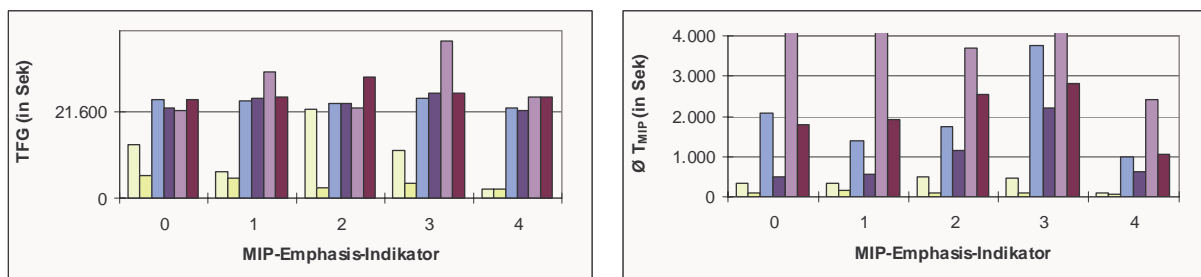 TFG (in Sek)
21.600
0
0 1 2 3 4
MIP-Emphasis-Indikator
Ø T_MIP (in Sek)
4.000
3.000
2.000
1.000
0
0 1 2 3 4
MIP-Emphasis-Indikator